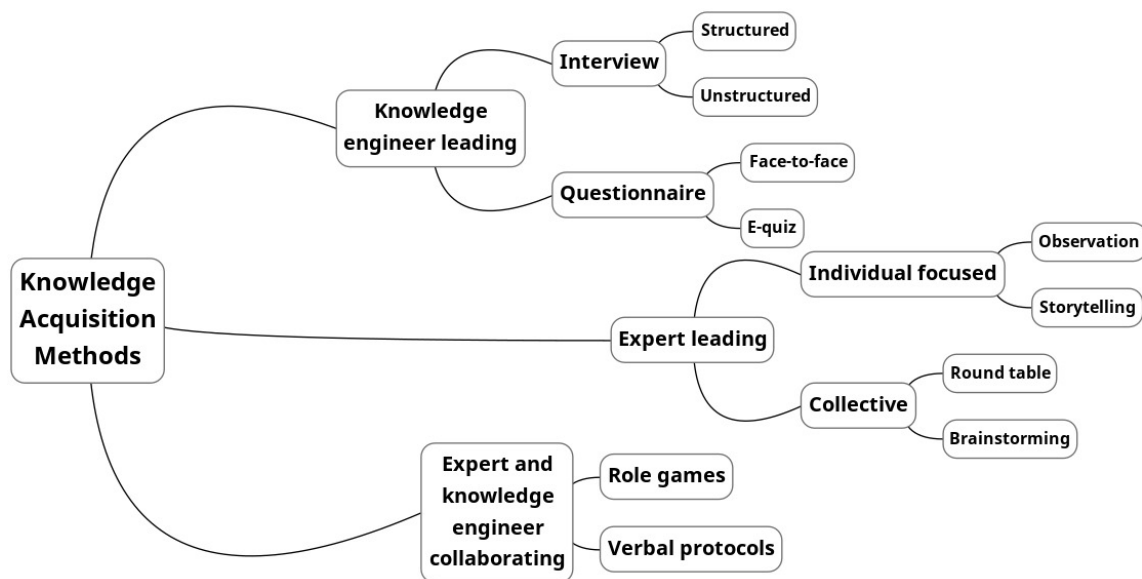 Knowledge
Acquisition
Methods
Knowledge
engineer leading
Interview
Structured
Unstructured
Questionnaire
Face-to-face
E-quiz
Expert leading
Individual focused
Observation
Storytelling
Collective
Round table
Brainstorming
Expert and
knowledge
engineer
collaborating
Role games
Verbal protocols